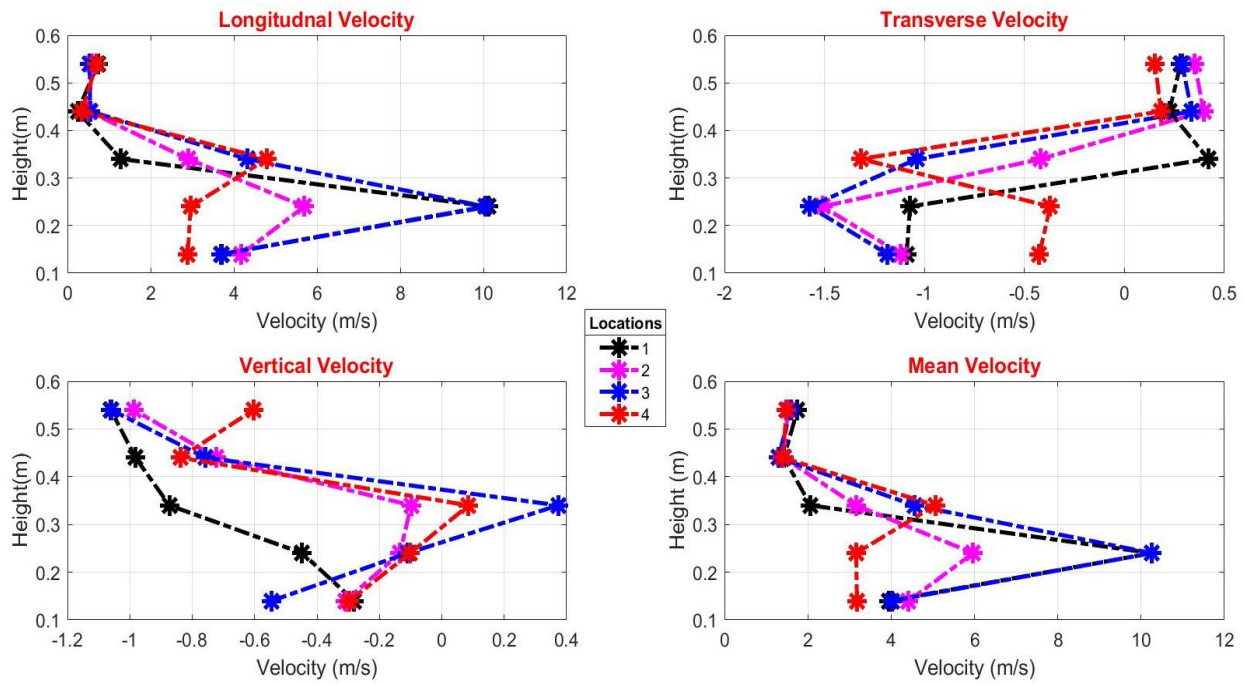 Longitudnal Velocity
0.6
0.5
0.4
0.3
0.2
0.1
Height(m)
0 2 4 6 8 10 12
Velocity (m/s)
Transverse Velocity
0.6
0.5
0.4
0.3
0.2
0.1
Height(m)
-2 -1.5 -1 -0.5 0 0.5
Velocity (m/s)
Locations
1
2
3
4
Vertical Velocity
0.6
0.5
0.4
0.3
0.2
0.1
Height(m)
-1.2 -1 -0.8 -0.6 -0.4 -0.2 0 0.2 0.4
Velocity (m/s)
Mean Velocity
0.6
0.5
0.4
0.3
0.2
0.1
Height (m)
0 2 4 6 8 10 12
Velocity (m/s)